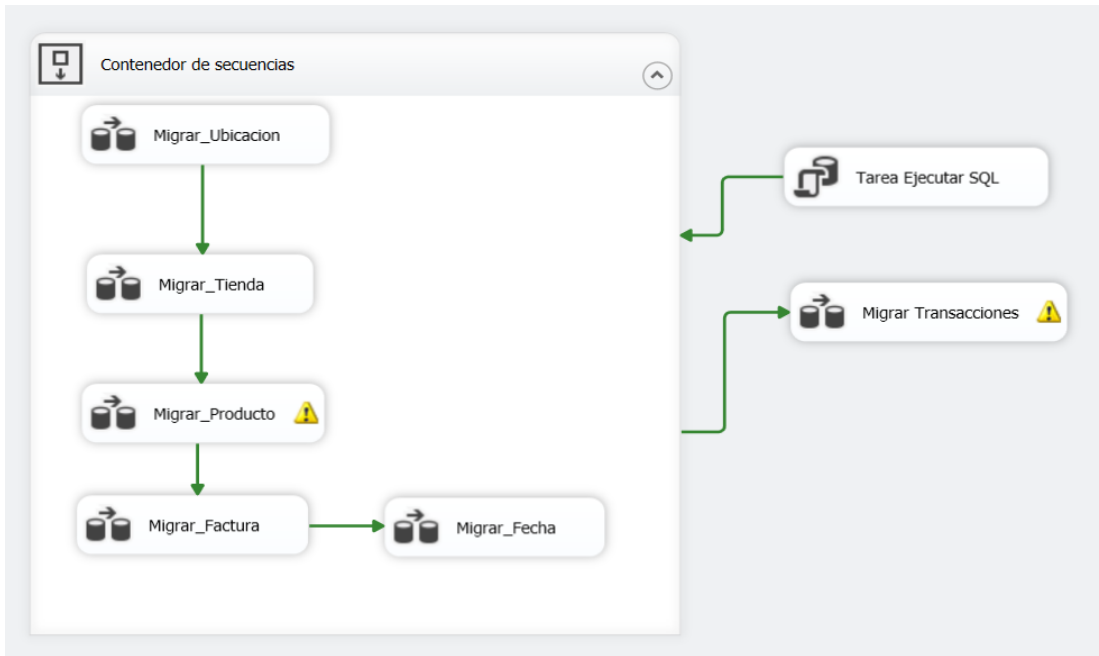 Contenedor de secuencias
Migrar_Ubicacion
Migrar_Tienda
Migrar_Producto
Migrar_Factura
Migrar_Fecha
Tarea Ejecutar SQL
Migrar Transacciones